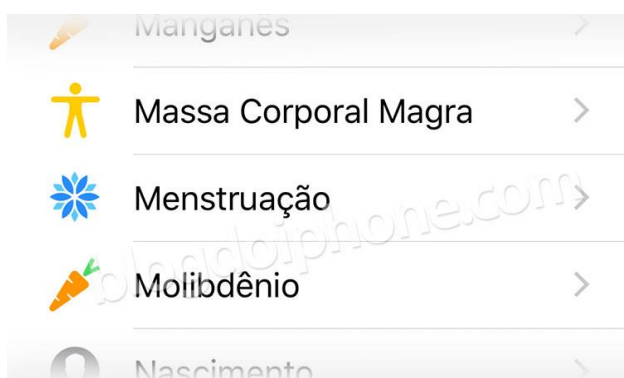 Manganês
Massa Corporal Magra
Menstruação
blogdoiphone.com
Molibdênio
Nascimento